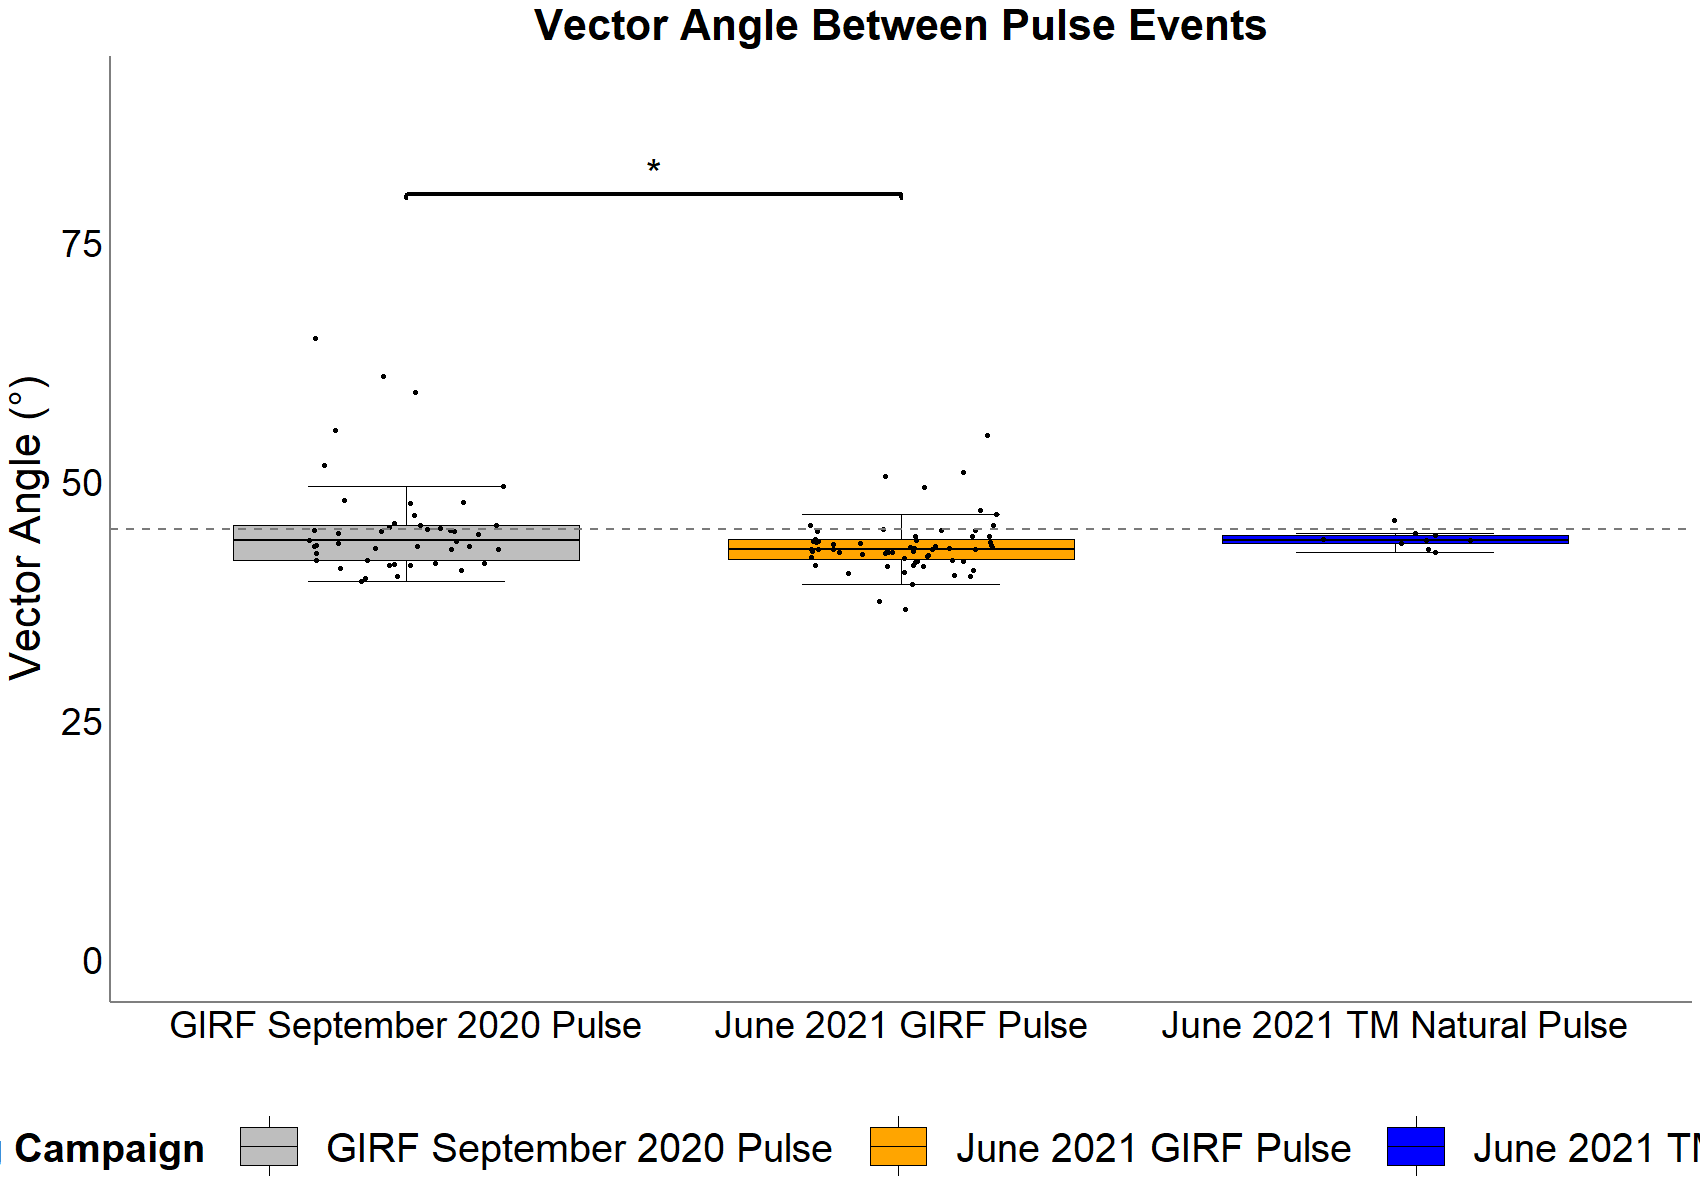 Vector Angle Between Pulse Events
*
75
50
25
0
Vector Angle (°)
GIRF September 2020 Pulse June 2021 GIRF Pulse June 2021 TM Natural Pulse
Campaign GIRF September 2020 Pulse June 2021 GIRF Pulse June 2021